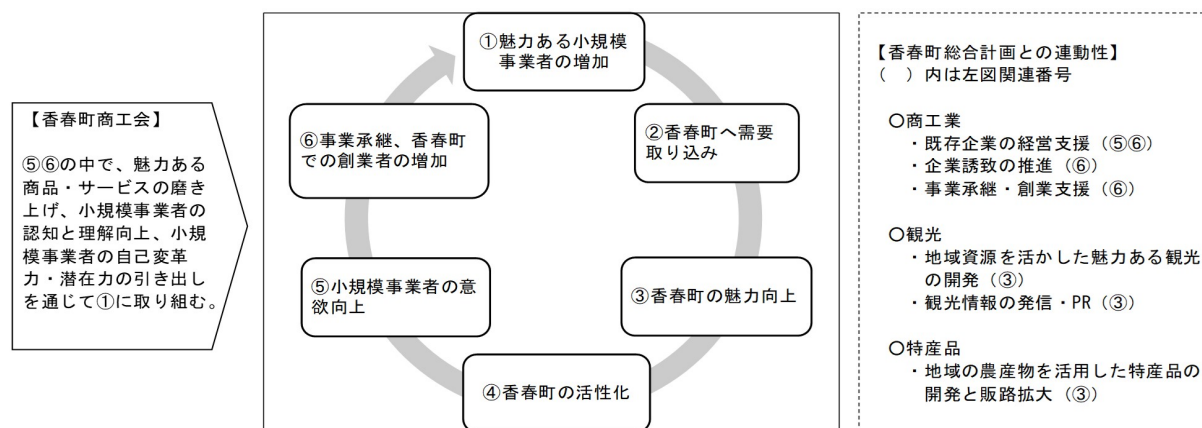 【香春町商工会】
⑤⑥の中で、魅力ある
商品・サービスの磨き
上げ、小規模事業者の
認知と理解向上、小規
模事業者の自己変革
力・潜在力の引き出し
を通じて①に取り組む。
①魅力ある小規模
事業者の増加
②香春町へ需要
取り込み
③香春町の魅力向上
④香春町の活性化
⑤小規模事業者の意
欲向上
⑥事業承継、香春町
での創業者の増加
【香春町総合計画との連動性】
（　）内は左図関連番号
〇商工業
・既存企業の経営支援（⑤⑥）
・企業誘致の推進（⑥）
・事業承継・創業支援（⑥）
〇観光
・地域資源を活かした魅力ある観光
の開発（③）
・観光情報の発信・PR（③）
〇特産品
・地域の農産物を活用した特産品の
開発と販路拡大（③）